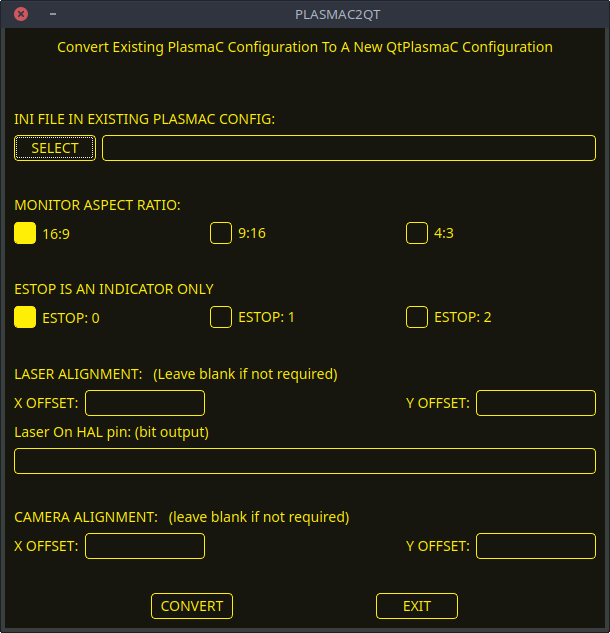 PLASMAC2QT
Convert Existing PlasmaC Configuration To A New QtPlasmaC Configuration
INI FILE IN EXISTING PLASMAC CONFIG:
SELECT
MONITOR ASPECT RATIO:
16:9 9:16 4:3
ESTOP IS AN INDICATOR ONLY
ESTOP: 0 ESTOP: 1 ESTOP: 2
LASER ALIGNMENT: (Leave blank if not required)
X OFFSET: Y OFFSET:
Laser On HAL pin: (bit output)
CAMERA ALIGNMENT: (leave blank if not required)
X OFFSET: Y OFFSET:
CONVERT EXIT